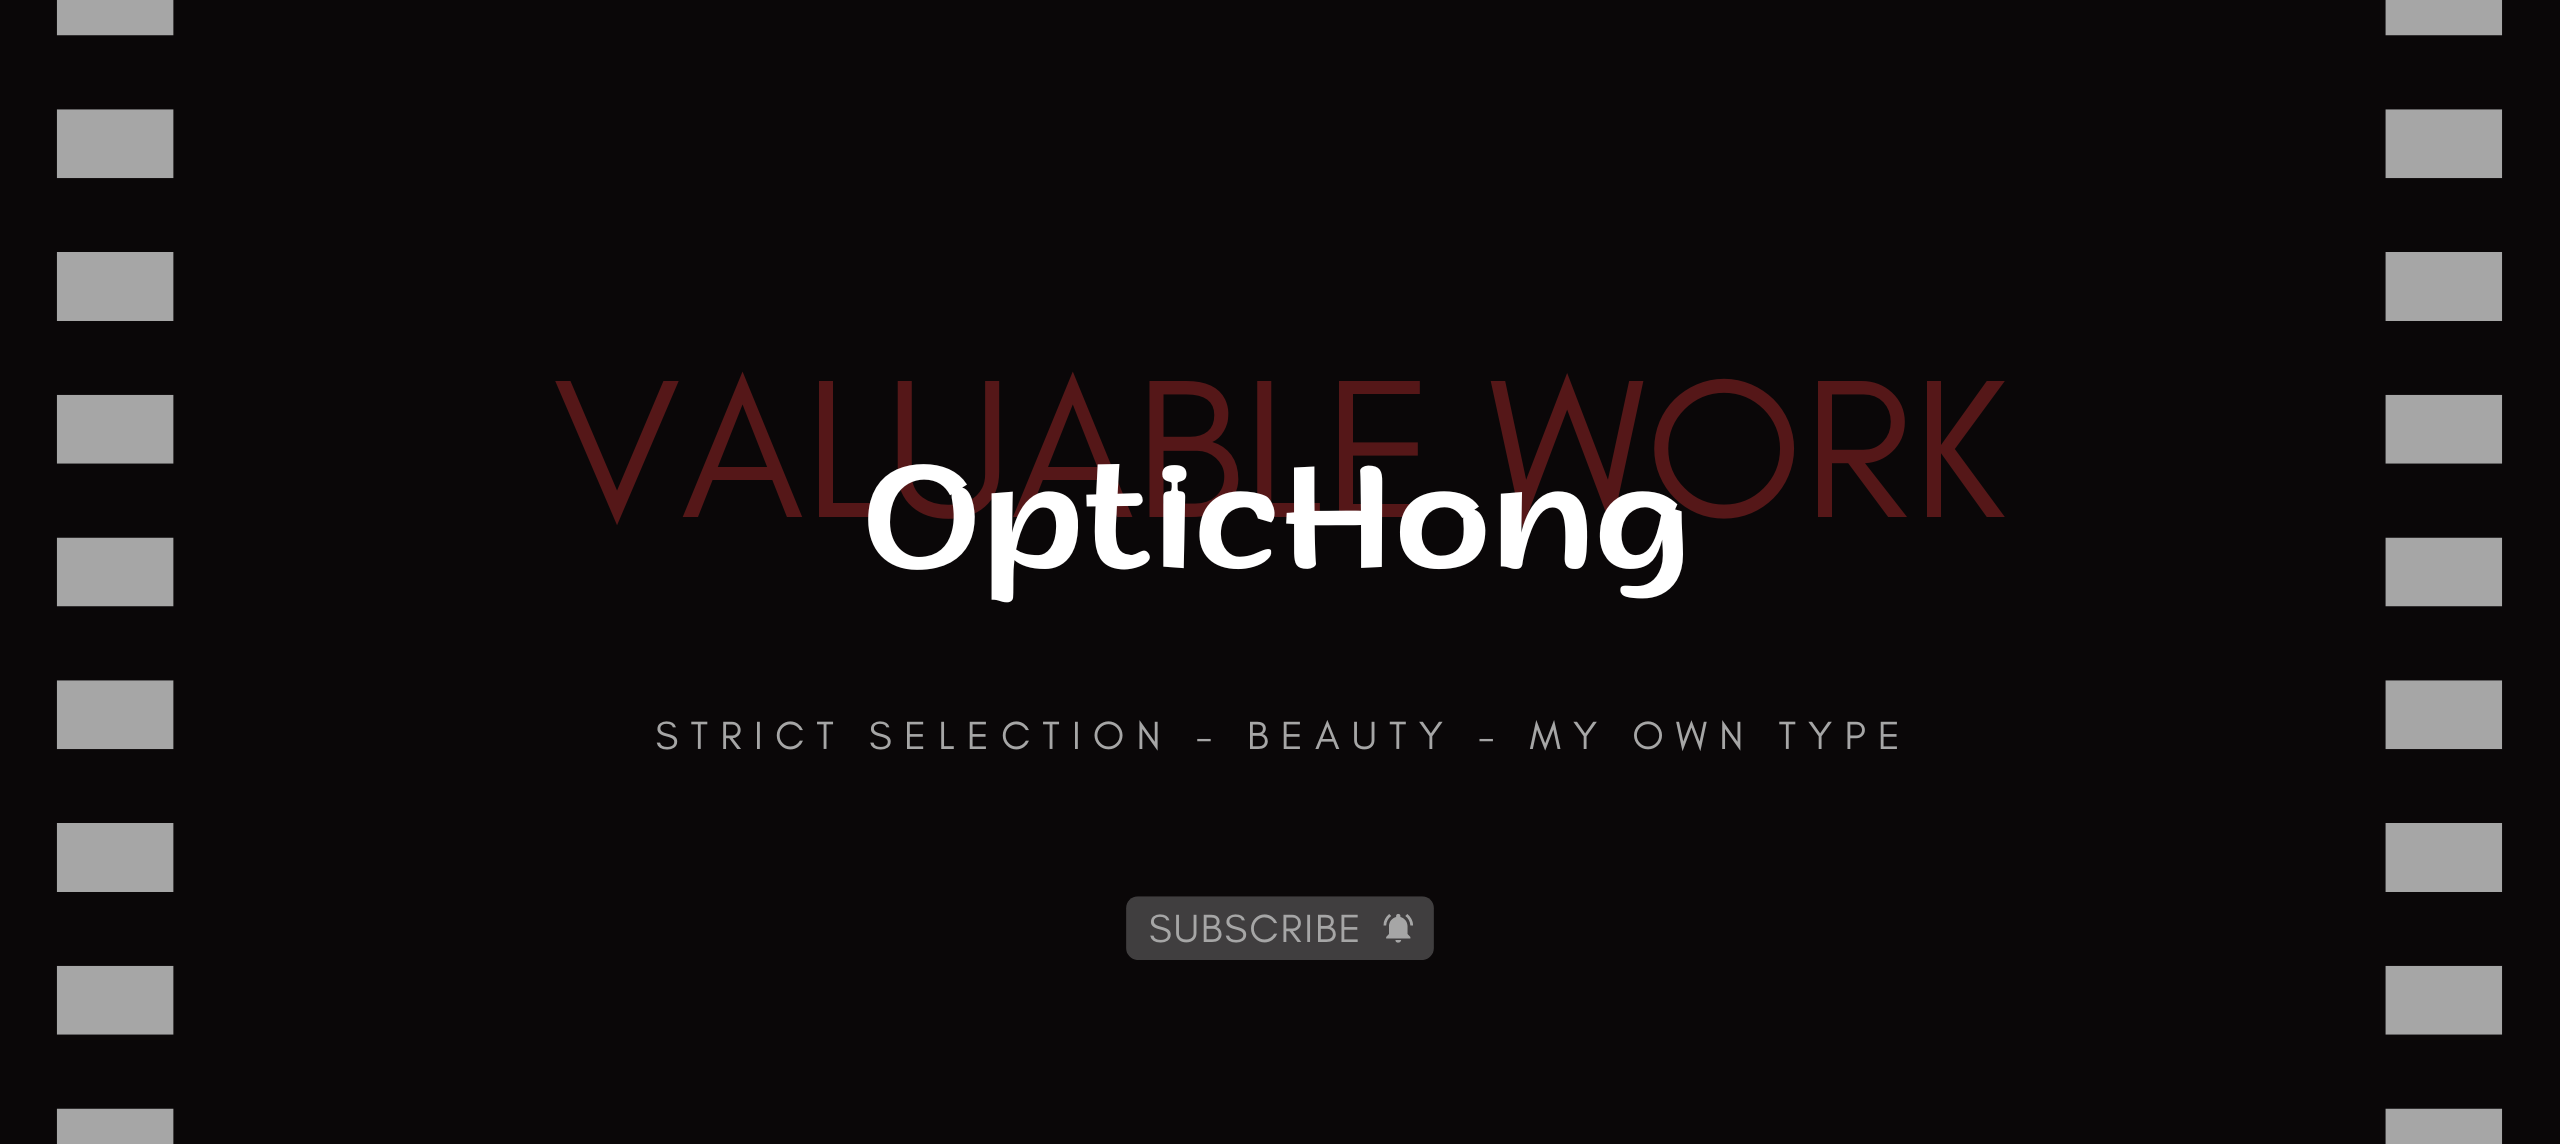 VALUABLE WORK
OpticHong
STRICT SELECTION - BEAUTY - MY OWN TYPE
SUBSCRIBE